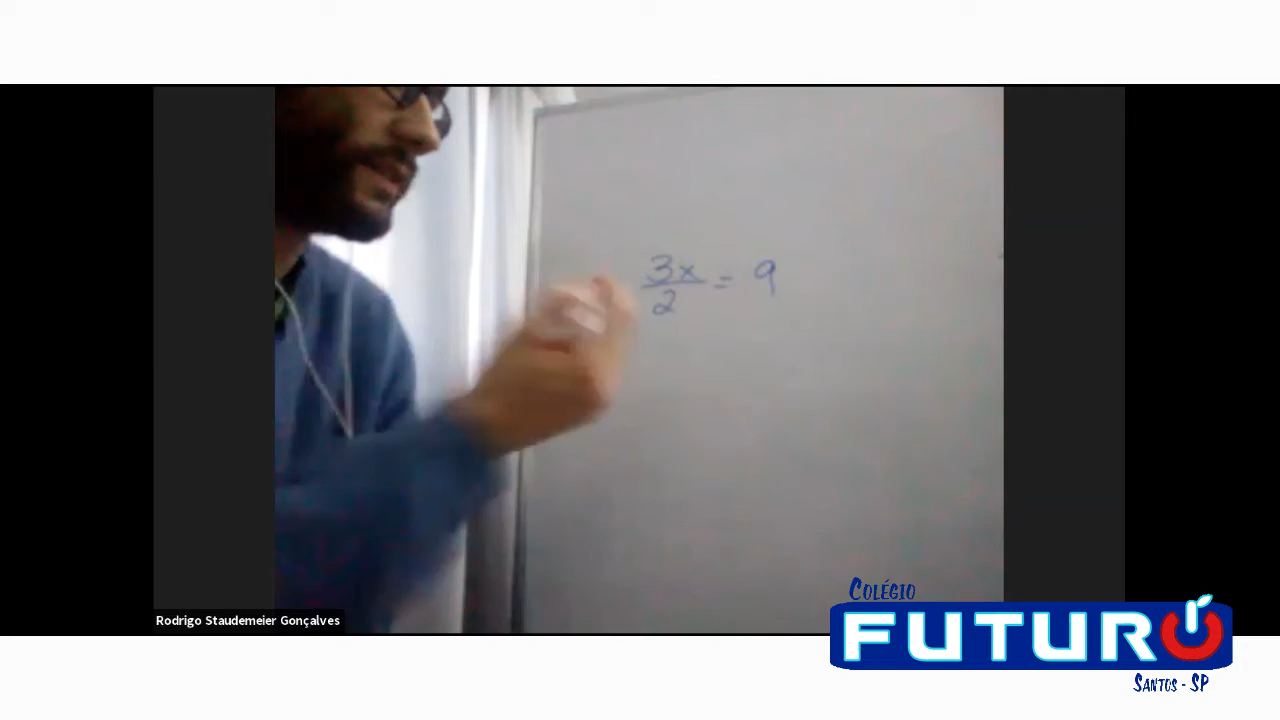 3x/2 = 9
Rodrigo Staudemeier Gonçalves
COLÉGIO
FUTURO
SANTOS - SP